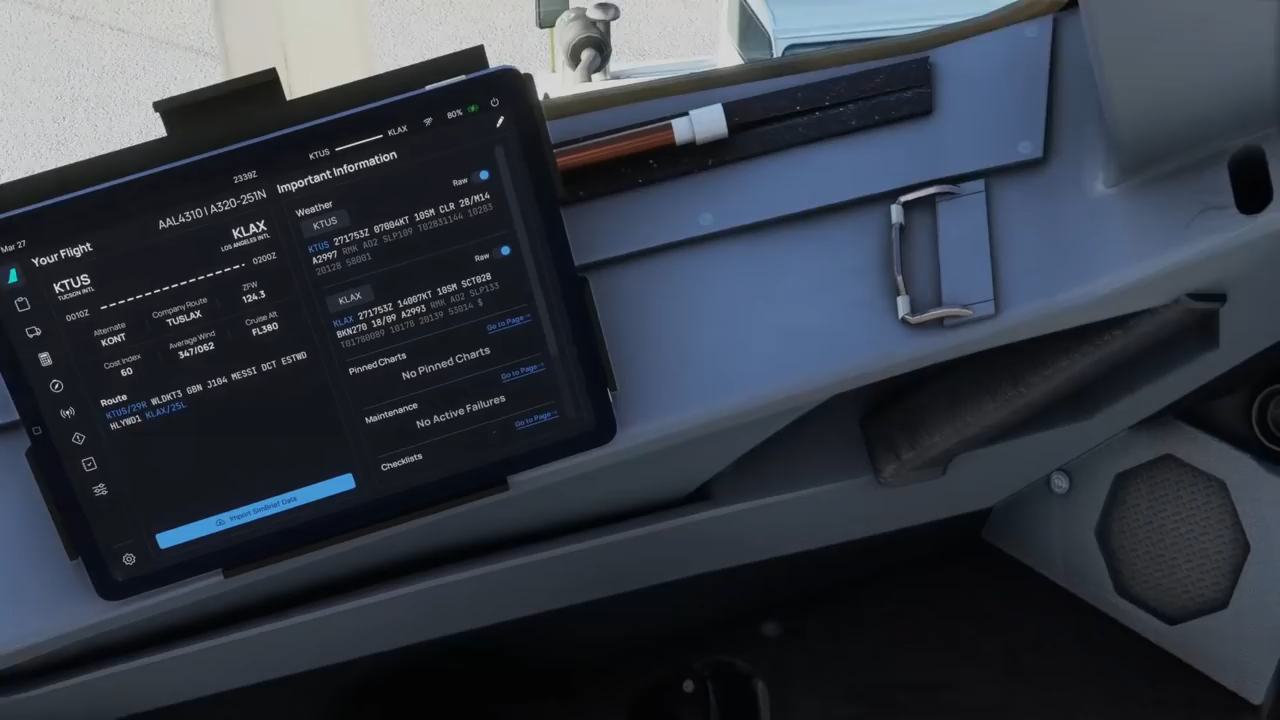 KTUS KLAX 80%
Mar 27 2339Z
Your Flight
AAL4310 | A320-251N
KTUS KLAX
TUCSON INTL LOS ANGELES INTL
0010Z 0200Z
Alternate Company Route ZFW
KONT TUSLAX 124.3
Cost Index Average Wind Cruise Alt
60 347/062 FL380
Route
KTUS/29R WLDKT3 GBN J104 MESSI DCT ESTWD
HLYWD1 KLAX/25L
Import SimBrief Data
Important Information
Weather Raw
KTUS
KTUS 271753Z 07004KT 10SM CLR 28/M14
A2997 RMK AO2 SLP109 T02831144 10283
20128 58001
Raw
KLAX
KLAX 271753Z 14007KT 10SM SCT028
BKN270 18/09 A2993 RMK AO2 SLP133
T01780089 10178 20139 53014 $
Pinned Charts Go to Page
No Pinned Charts
Maintenance Go to Page
No Active Failures
Checklists Go to Page